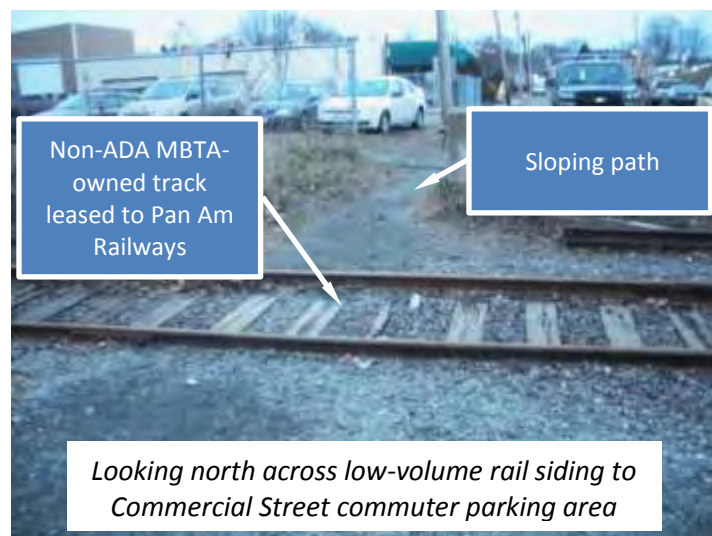 Non-ADA MBTA-
owned track
leased to Pan Am
Railways
Sloping path
Looking north across low-volume rail siding to
Commercial Street commuter parking area